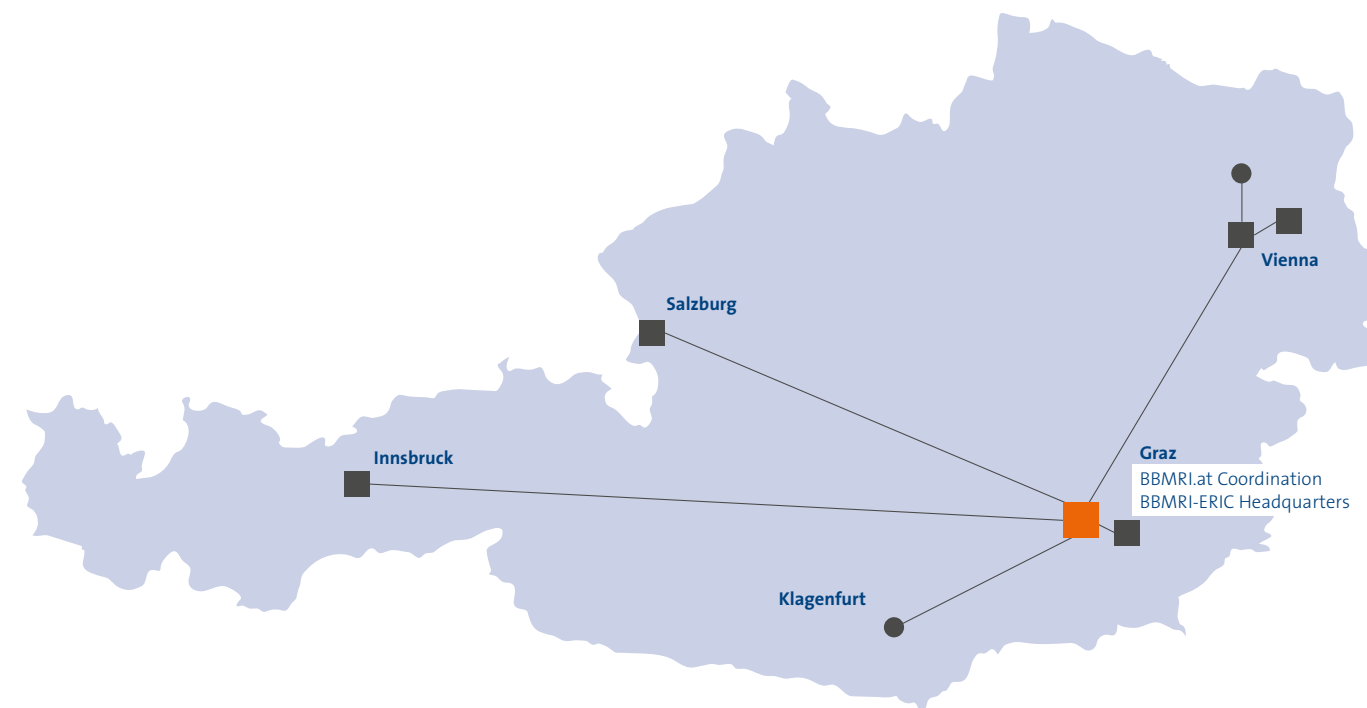 Vienna
Salzburg
Graz
BBMRI.at Coordination
BBMRI-ERIC Headquarters
Innsbruck
Klagenfurt